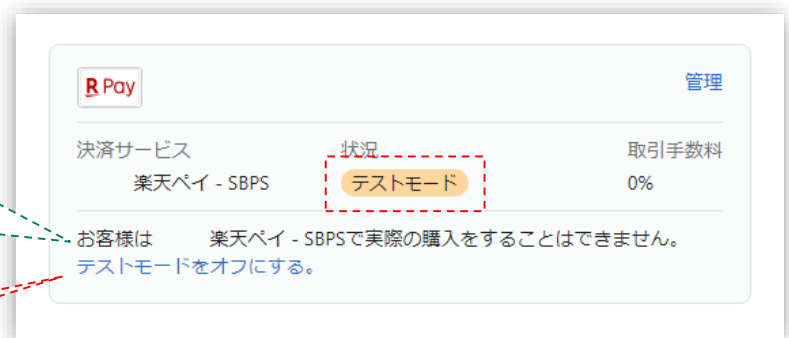 R Pay
管理
決済サービス 状況 取引手数料
楽天ペイ - SBPS テストモード 0%
お客様は 楽天ペイ - SBPSで実際の購入をすることはできません。
テストモードをオフにする。